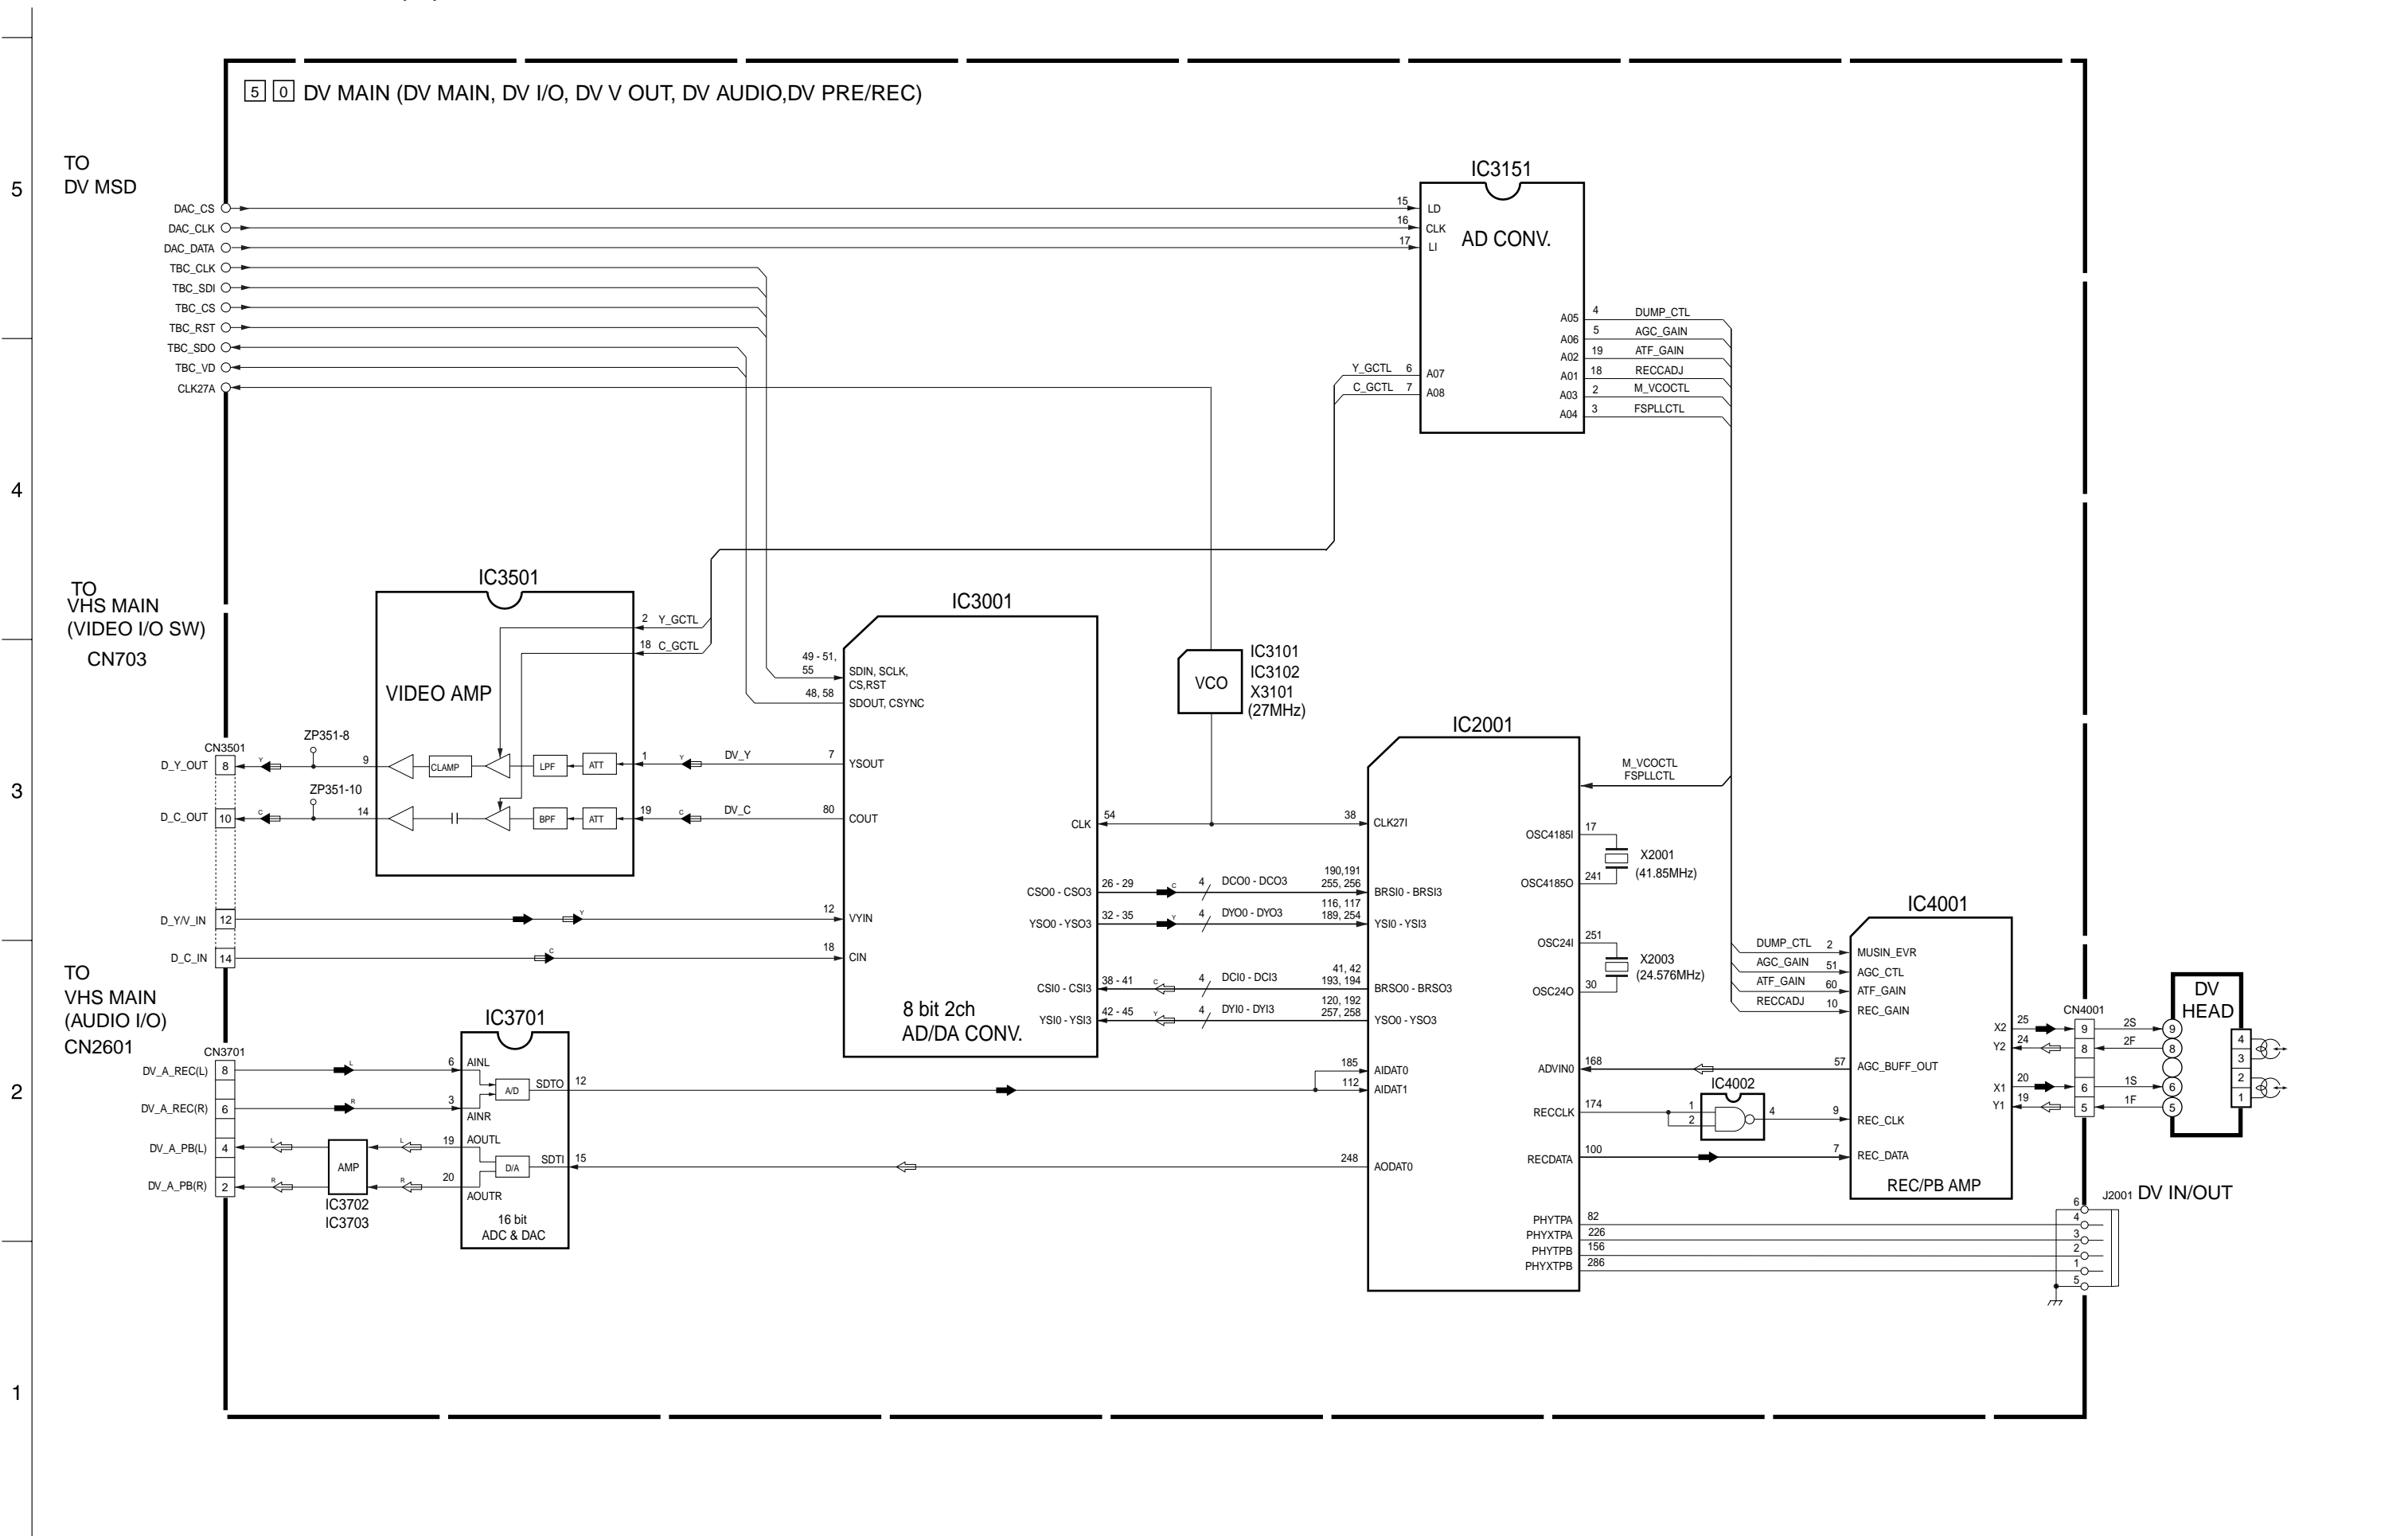 5 0 DV MAIN (DV MAIN, DV I/O, DV V OUT, DV AUDIO,DV PRE/REC)
5
4
3
2
1
TO
DV MSD
DAC_CS
DAC_CLK
DAC_DATA
TBC_CLK
TBC_SDI
TBC_CS
TBC_RST
TBC_SDO
TBC_VD
CLK27A
IC3151
AD CONV.
15 LD
16 CLK
17 LI
A05 4 DUMP_CTL
A06 5 AGC_GAIN
A02 19 ATF_GAIN
A01 18 RECCADJ
A03 2 M_VCOCTL
A04 3 FSPLLCTL
Y_GCTL 6 A07
C_GCTL 7 A08
TO
VHS MAIN
(VIDEO I/O SW)
CN703
IC3501
VIDEO AMP
2 Y_GCTL
18 C_GCTL
CN3501
D_Y_OUT 8 Y
ZP351-8
9
CLAMP
LPF
ATT
1 Y DV_Y 7 YSOUT
D_C_OUT 10 C
ZP351-10
14
BPF
ATT
19 C DV_C 80 COUT
D_Y/V_IN 12 Y 12 VYIN
D_C_IN 14 C 18 CIN
IC3001
49 - 51,
55
SDIN, SCLK,
CS,RST
48, 58
SDOUT, CSYNC
CLK 54
CSO0 - CSO3 26 - 29 C 4 DCO0 - DCO3
YSO0 - YSO3 32 - 35 Y 4 DYO0 - DYO3
CSI0 - CSI3 38 - 41 C 4 DCI0 - DCI3
YSI0 - YSI3 42 - 45 Y 4 DYI0 - DYI3
8 bit 2ch
AD/DA CONV.
VCO
IC3101
IC3102
X3101
(27MHz)
IC2001
M_VCOCTL
FSPLLCTL
38 CLK27I
190,191
255, 256
BRSI0 - BRSI3
116, 117
189, 254
YSI0 - YSI3
41, 42
193, 194
BRSO0 - BRSO3
120, 192
257, 258
YSO0 - YSO3
185 AIDAT0
112 AIDAT1
248 AODAT0
OSC4185I 17
X2001
(41.85MHz)
OSC4185O 241
OSC24I 251
X2003
(24.576MHz)
OSC24O 30
ADVIN0 168
RECCLK 174
RECDATA 100
PHYTPA 82
PHYXTPA 226
PHYTPB 156
PHYXTPB 286
IC4002
1
2
4
IC4001
DUMP_CTL 2 MUSIN_EVR
AGC_GAIN 51 AGC_CTL
ATF_GAIN 60 ATF_GAIN
RECCADJ 10 REC_GAIN
57 AGC_BUFF_OUT
9 REC_CLK
7 REC_DATA
REC/PB AMP
X2 25
Y2 24
X1 20
Y1 19
CN4001
9 2S 9
8 2F 8
6 1S 6
5 1F 5
DV
HEAD
4
3
2
1
J2001 DV IN/OUT
6
4
3
2
1
5
TO
VHS MAIN
(AUDIO I/O)
CN2601
CN3701
DV_A_REC(L) 8 L 6 AINL
DV_A_REC(R) 6 R 3 AINR
DV_A_PB(L) 4 L L 19 AOUTL
DV_A_PB(R) 2 R R 20 AOUTR
AMP
IC3702
IC3703
IC3701
A/D
SDTO 12
D/A
SDTI 15
16 bit
ADC & DAC